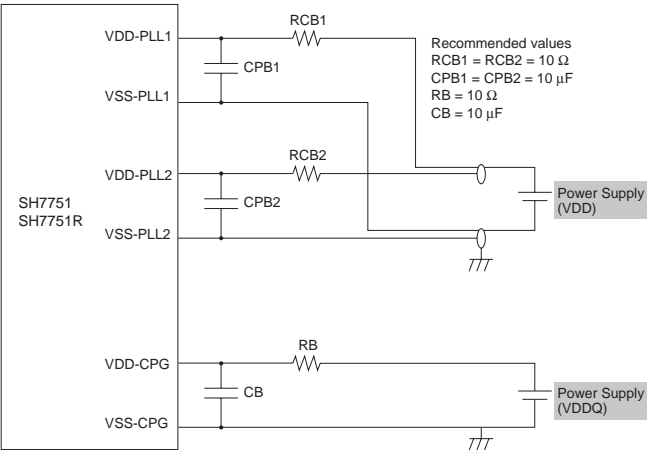 RCB1
VDD-PLL1
CPB1
VSS-PLL1
Recommended values
RCB1 = RCB2 = 10 Ω
CPB1 = CPB2 = 10 μF
RB = 10 Ω
CB = 10 μF
RCB2
VDD-PLL2
CPB2
VSS-PLL2
SH7751
SH7751R
Power Supply
(VDD)
RB
VDD-CPG
CB
VSS-CPG
Power Supply
(VDDQ)